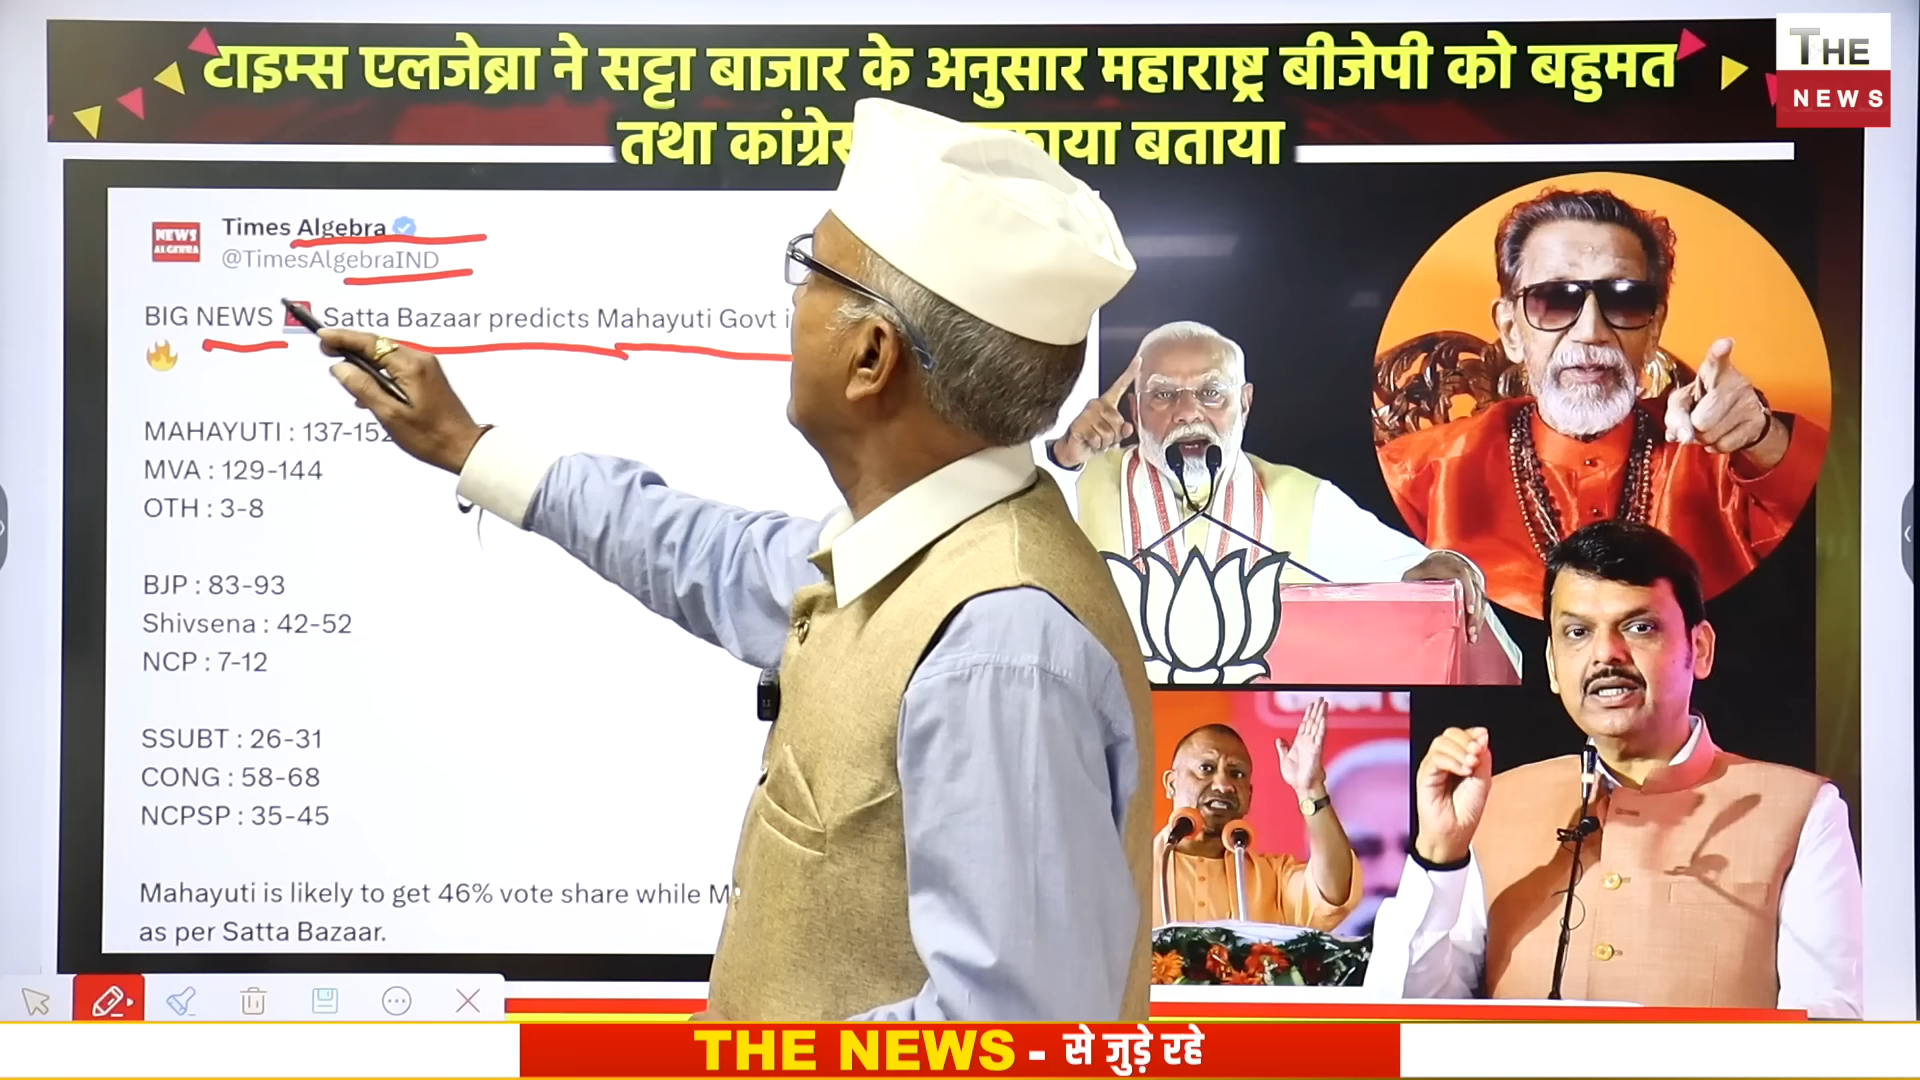 टाइम्स एलजेब्रा ने सट्टा बाजार के अनुसार महाराष्ट्र बीजेपी को बहुमत
तथा बताया
THE
NEWS
NEWS
ALGEBRA
Times Algebra
@TimesAlgebraIND
BIG NEWS Satta Bazaar predicts Mahayuti Govt
MAHAYUTI : 137-152
MVA : 129-144
OTH : 3-8
BJP : 83-93
Shivsena : 42-52
NCP : 7-12
SSUBT : 26-31
CONG : 58-68
NCPSP : 35-45
Mahayuti is likely to get 46% vote share while
as per Satta Bazaar.
THE NEWS - से जुड़े रहे